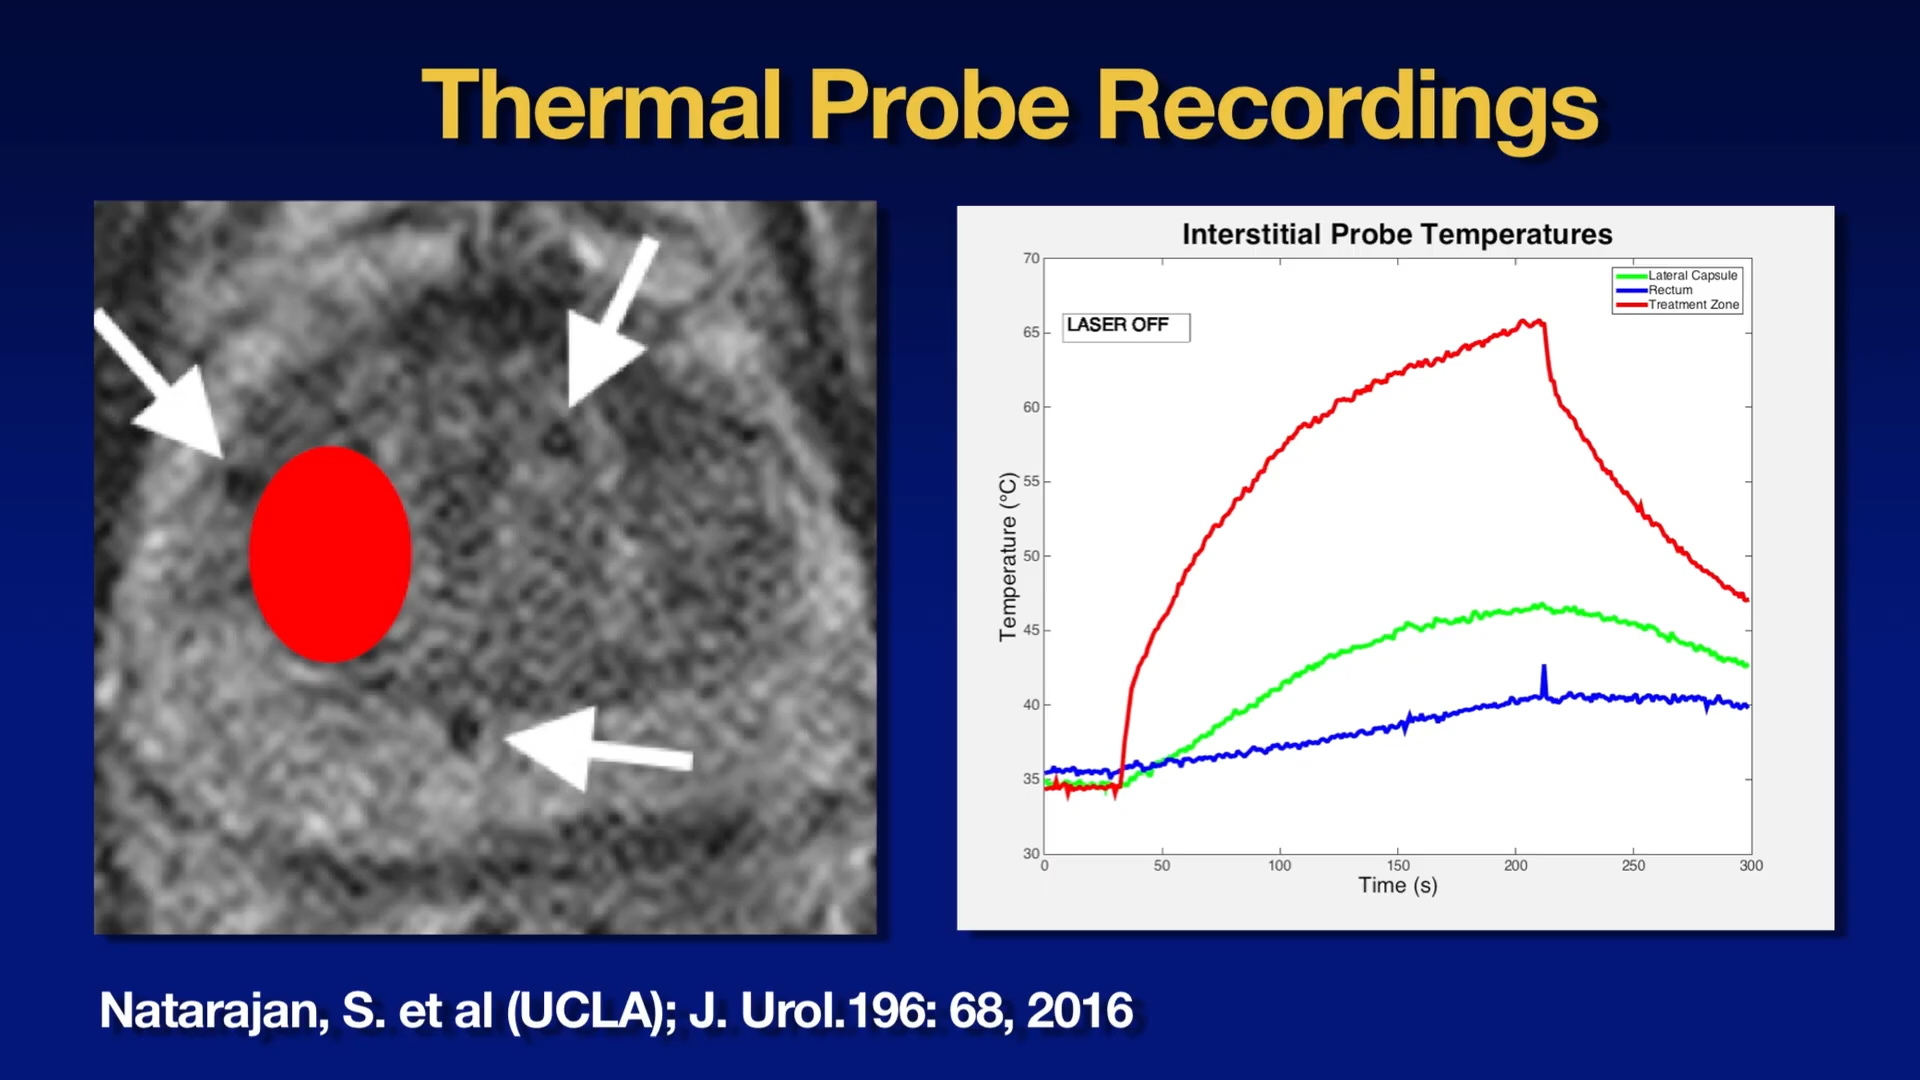 Thermal Probe Recordings
Interstitial Probe Temperatures
70
65
60
55
50
45
40
35
30
Temperature (°C)
LASER OFF
Lateral Capsule
Rectum
Treatment Zone
0 50 100 150 200 250 300
Time (s)
Natarajan, S. et al (UCLA); J. Urol.196: 68, 2016